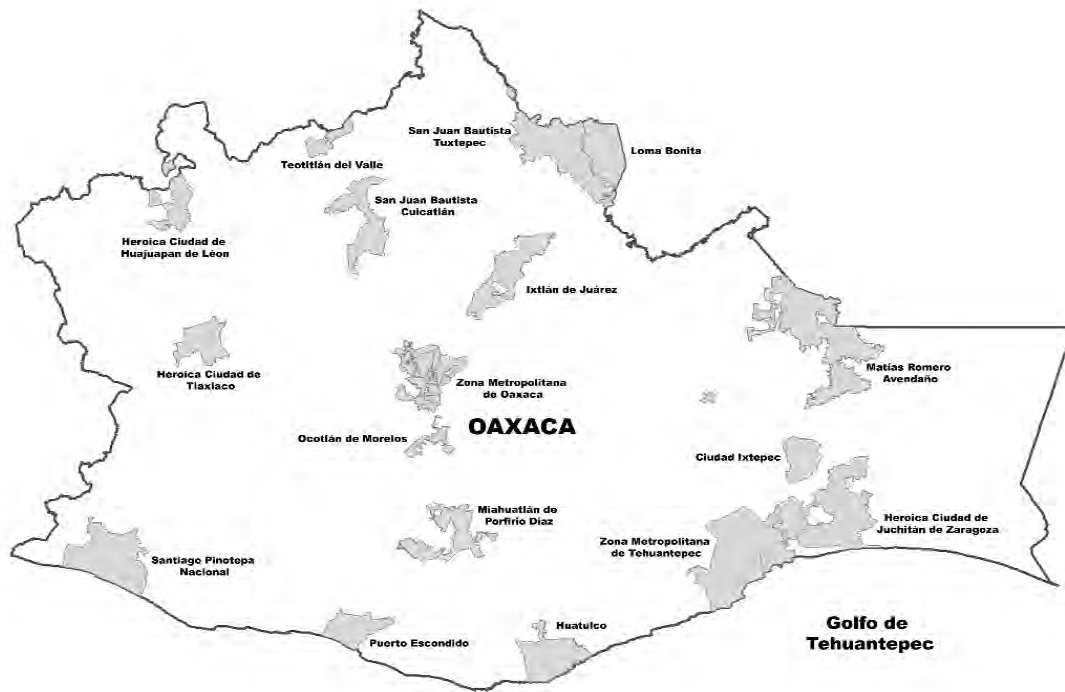 San Juan Bautista
Tuxtepec
Loma Bonita
Teotitlán del Valle
San Juan Bautista
Cuicatlán
Heroica Ciudad de
Huajuapan de Léon
Ixtlán de Juárez
Heroica Ciudad de
Tlaxiaco
Zona Metropolitana
de Oaxaca
Matías Romero
Avendaño
OAXACA
Ocotlán de Morelos
Ciudad Ixtepec
Miahuatlán de
Porfirio Díaz
Heroica Ciudad de
Juchitán de Zaragoza
Zona Metropolitana
de Tehuantepec
Santiago Pinotepa
Nacional
Huatulco
Puerto Escondido
Golfo de
Tehuantepec